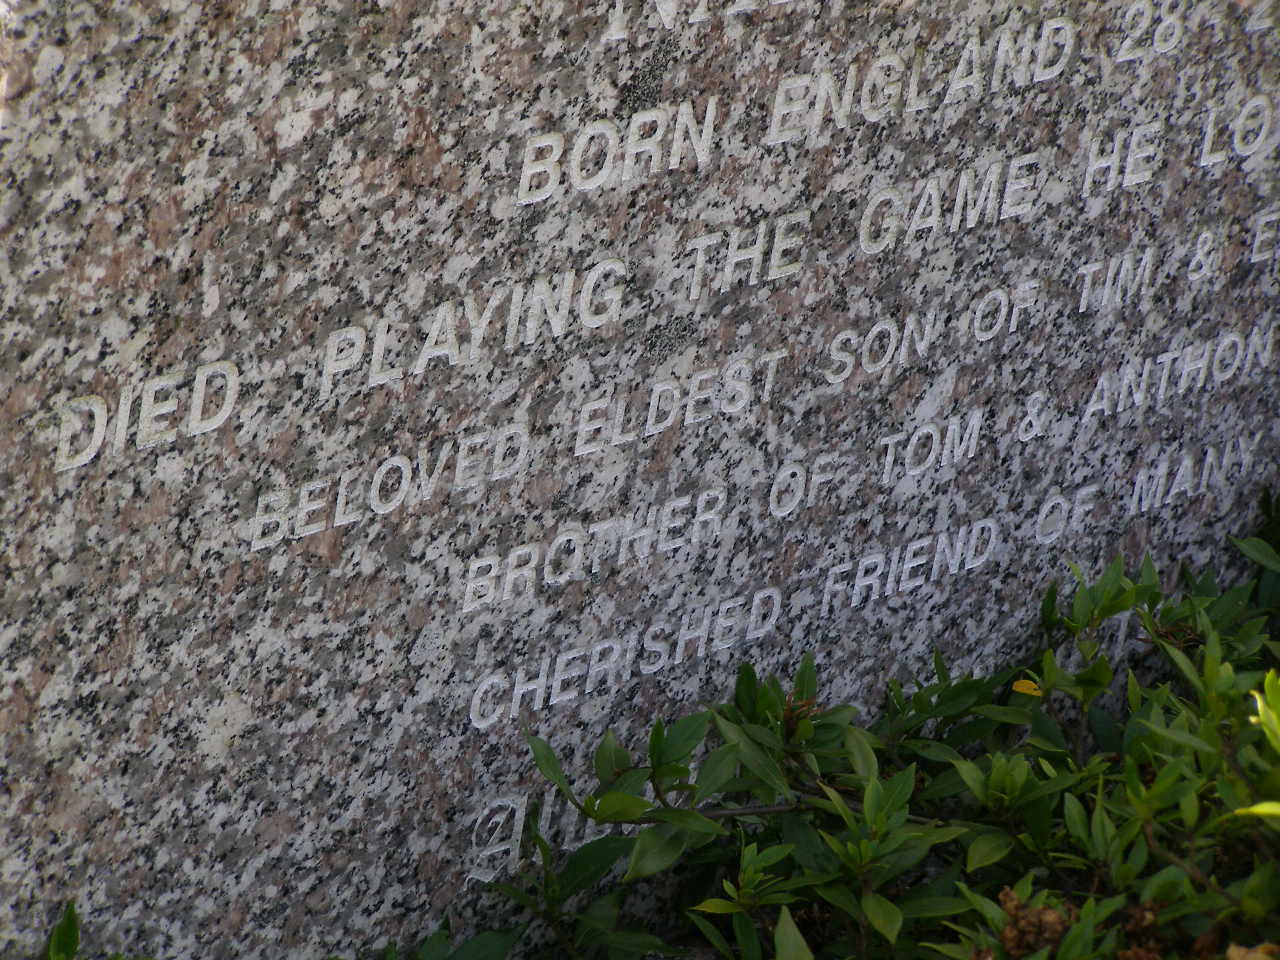 BORN ENGLAND 28
DIED PLAYING THE GAME HE
BELOVED ELDEST SON OF TIM &
BROTHER OF TOM &
CHERISHED FRIEND OF MANY